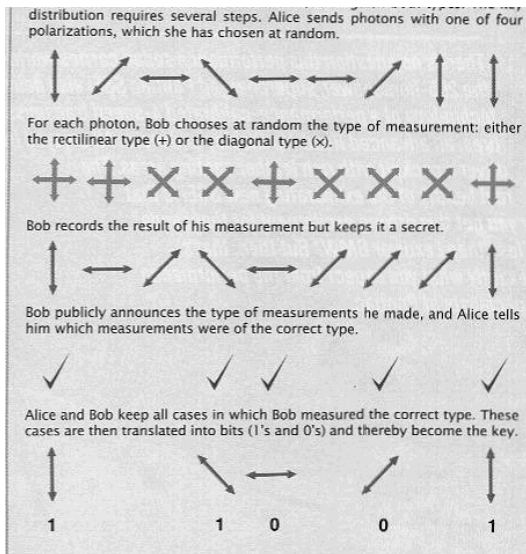 distribution requires several steps. Alice sends photons with one of four
polarizations, which she has chosen at random.
For each photon, Bob chooses at random the type of measurement: either
the rectilinear type (+) or the diagonal type (×).
Bob records the result of his measurement but keeps it a secret.
Bob publicly announces the type of measurements he made, and Alice tells
him which measurements were of the correct type.
Alice and Bob keep all cases in which Bob measured the correct type. These
cases are then translated into bits (1's and 0's) and thereby become the key.
1 1 0 0 1